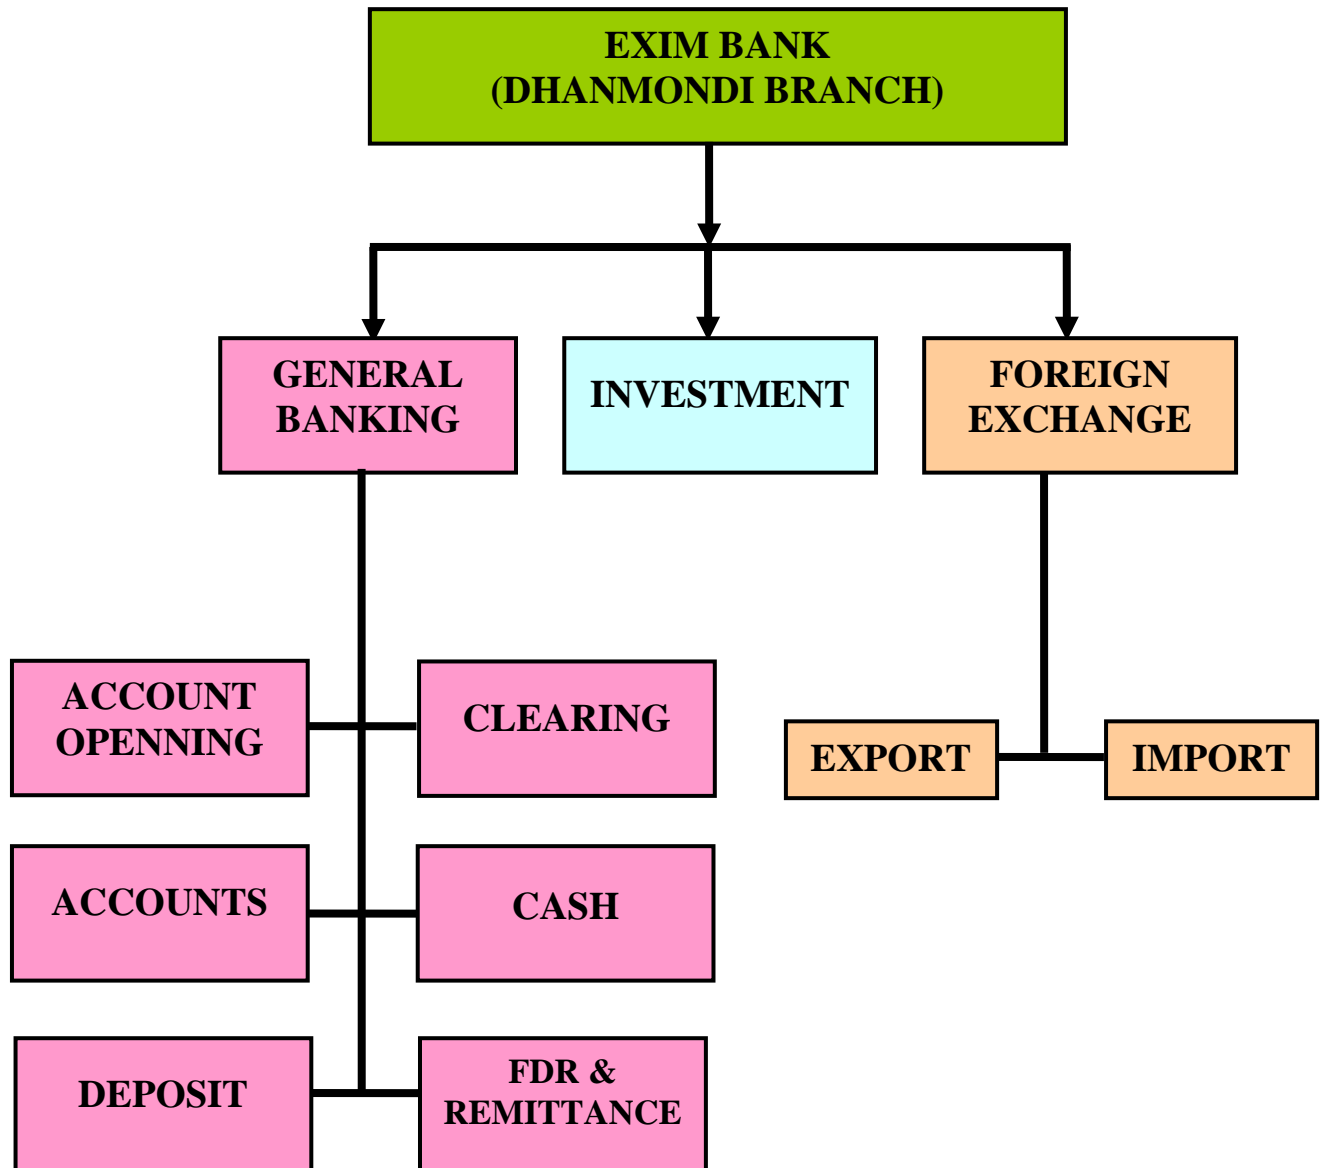 EXIM BANK
(DHANMONDI BRANCH)
GENERAL
BANKING
INVESTMENT
FOREIGN
EXCHANGE
ACCOUNT
OPENNING
CLEARING
EXPORT
IMPORT
ACCOUNTS
CASH
DEPOSIT
FDR &
REMITTANCE